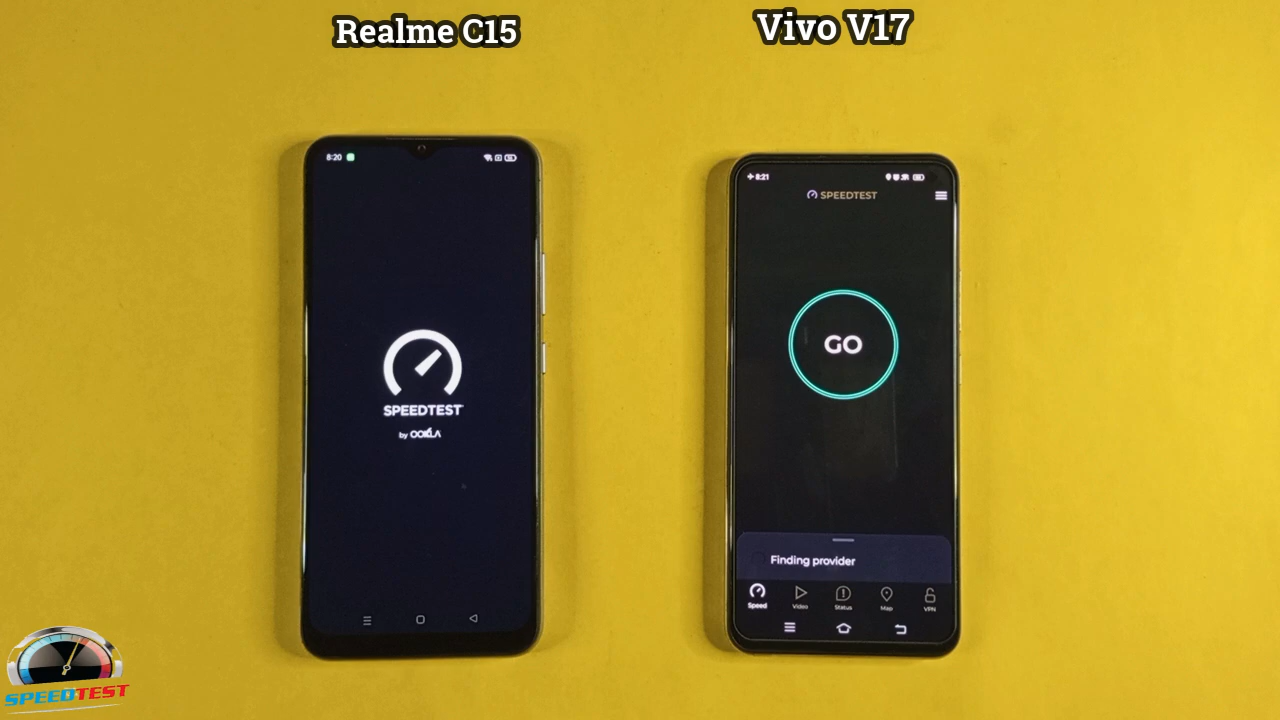 Realme C15
Vivo V17
8:20
8:21
SPEEDTEST
GO
SPEEDTEST
by OOKLA
Finding provider
Speed
Video
Status
Map
VPN
SPEEDTEST